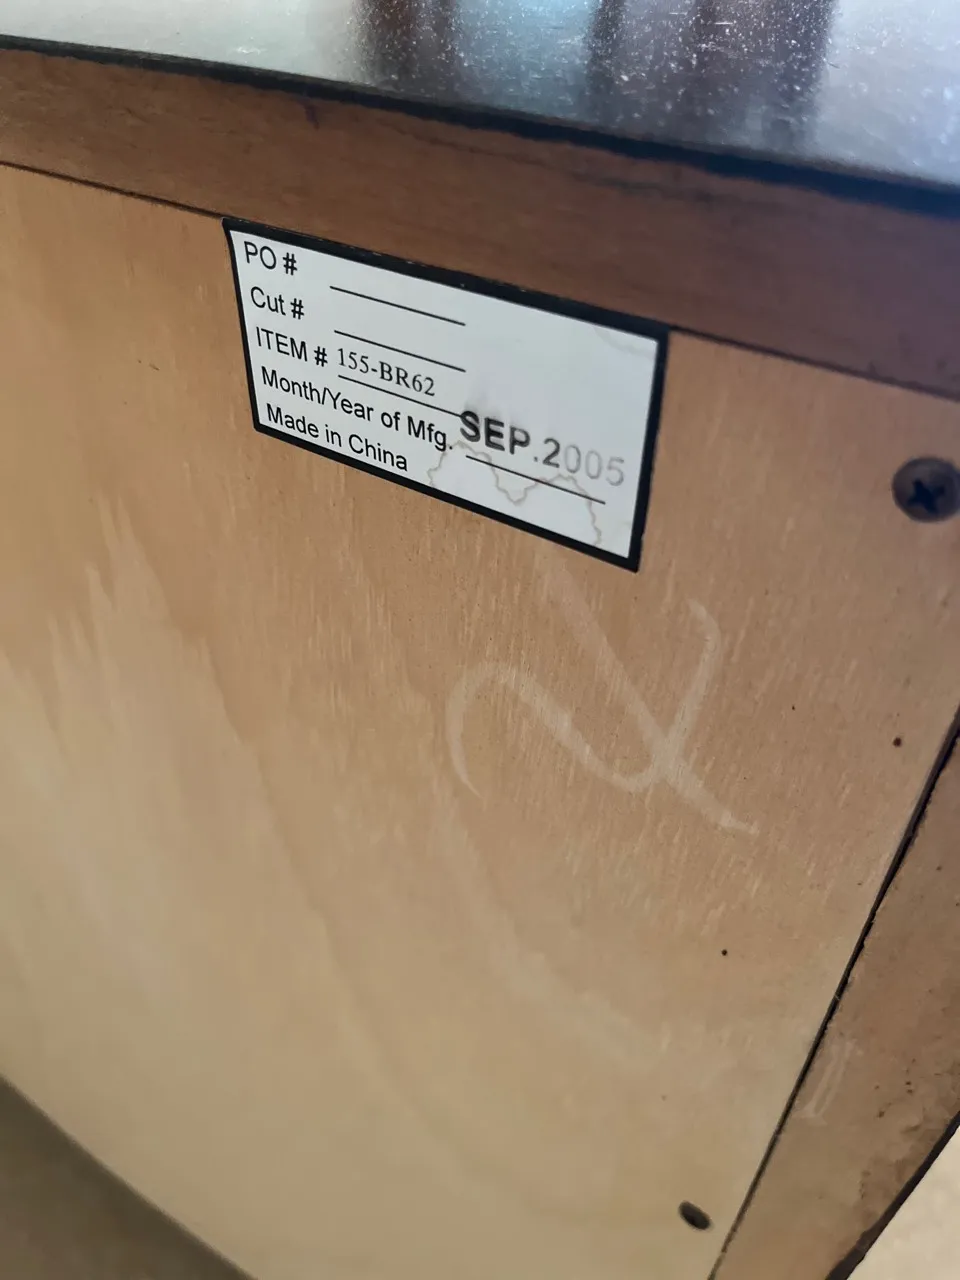 PO #
Cut #
ITEM # 155-BR62
Month/Year of Mfg. SEP.2005
Made in China